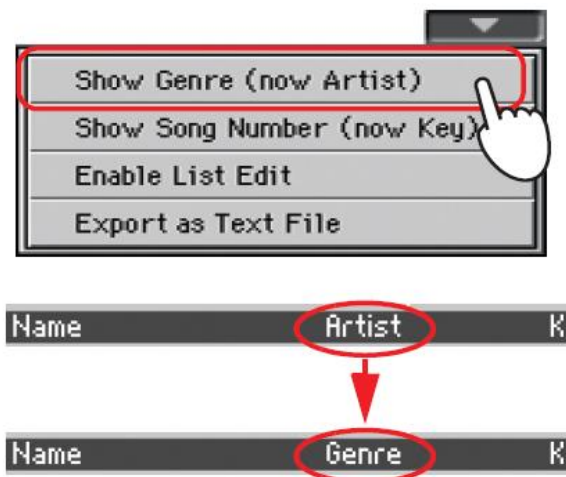 Show Genre (now Artist)
Show Song Number (now Key)
Enable List Edit
Export as Text File
Name Artist K
Name Genre K